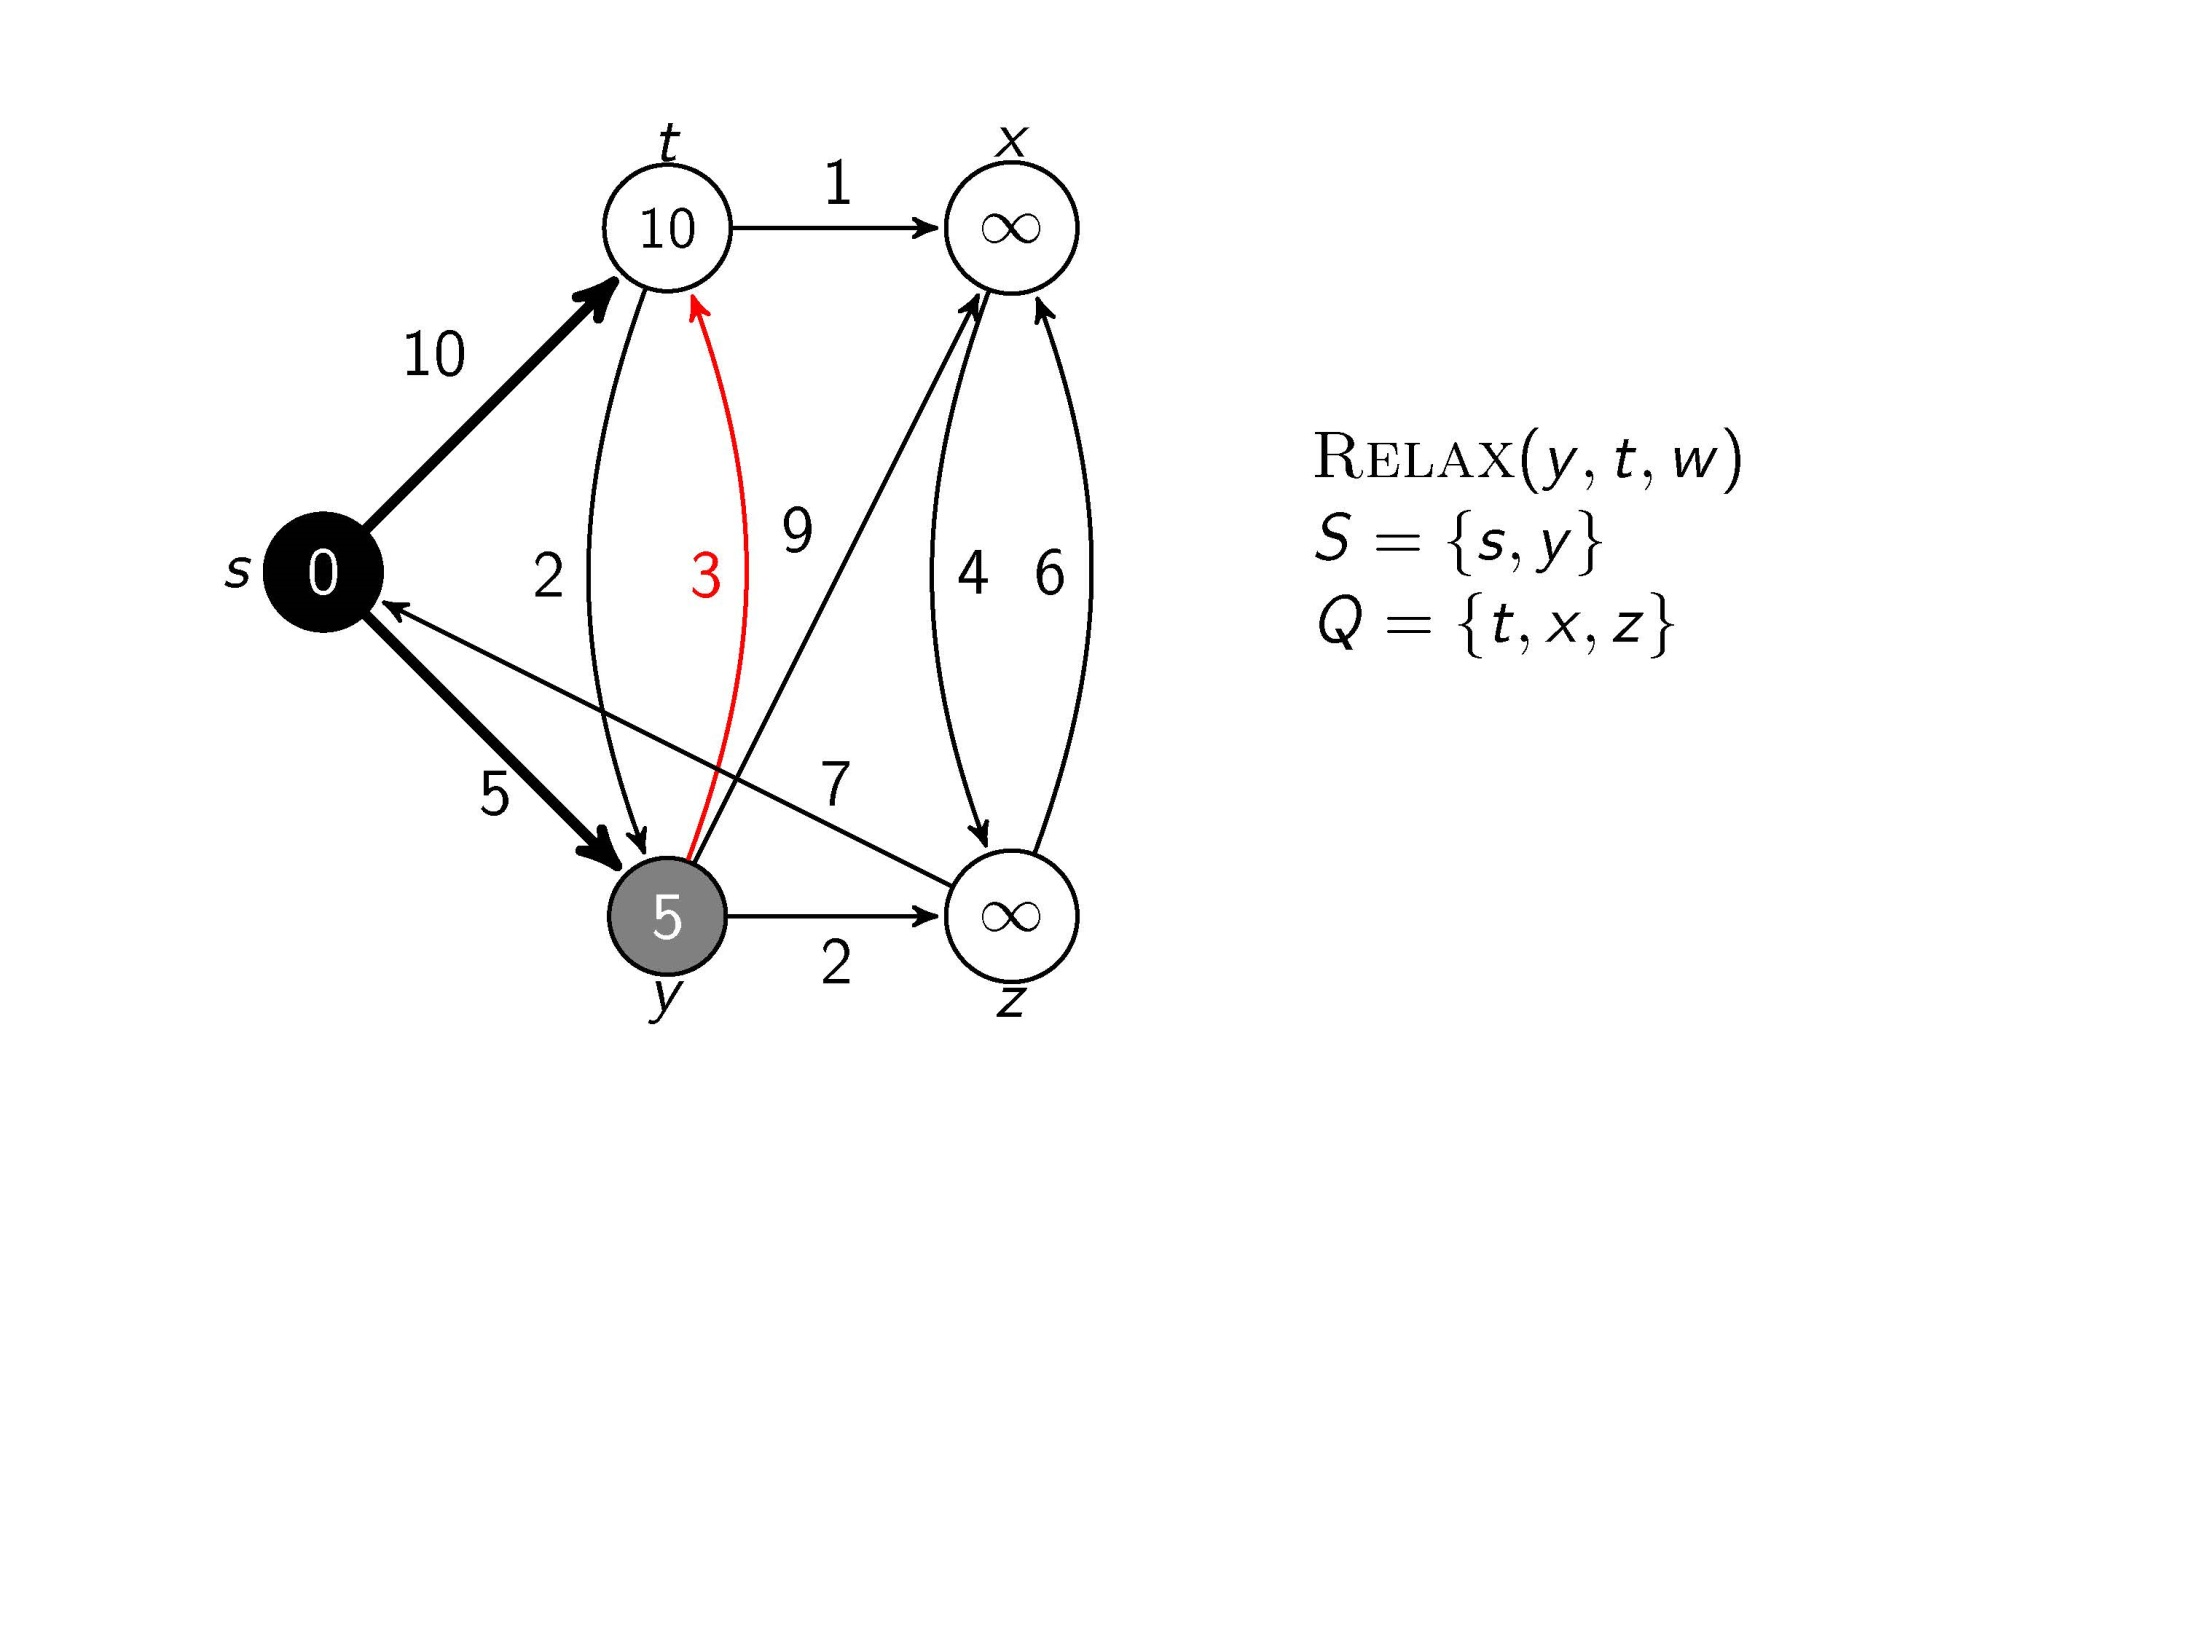 t
x
1
10
∞
10
RELAX(y, t, w)
9
S = {s, y}
s
0
2
3
4
6
Q = {t, x, z}
7
5
5
∞
2
y
z